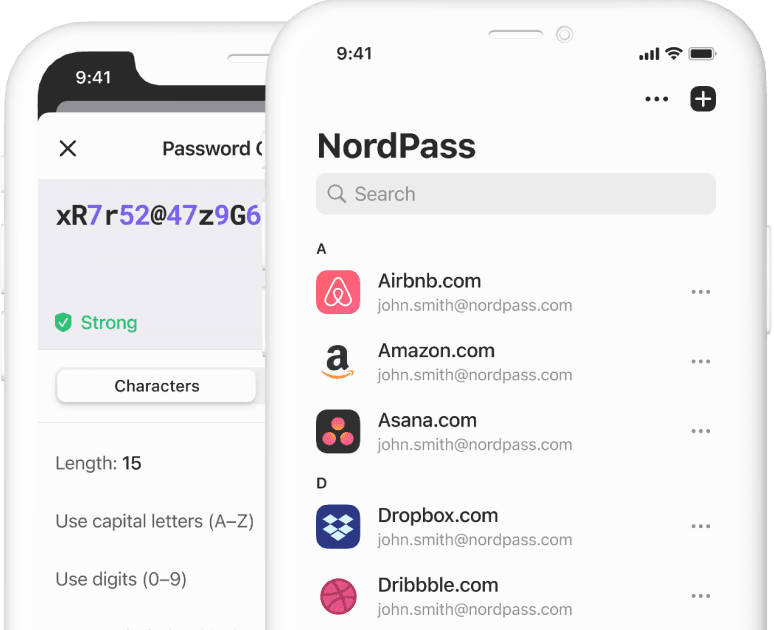 9:41
Password
xR7r52@47z9G6
Strong
Characters
Length: 15
Use capital letters (A–Z)
Use digits (0–9)
9:41
NordPass
Search
A
Airbnb.com
john.smith@nordpass.com
Amazon.com
john.smith@nordpass.com
Asana.com
john.smith@nordpass.com
D
Dropbox.com
john.smith@nordpass.com
Dribbble.com
john.smith@nordpass.com